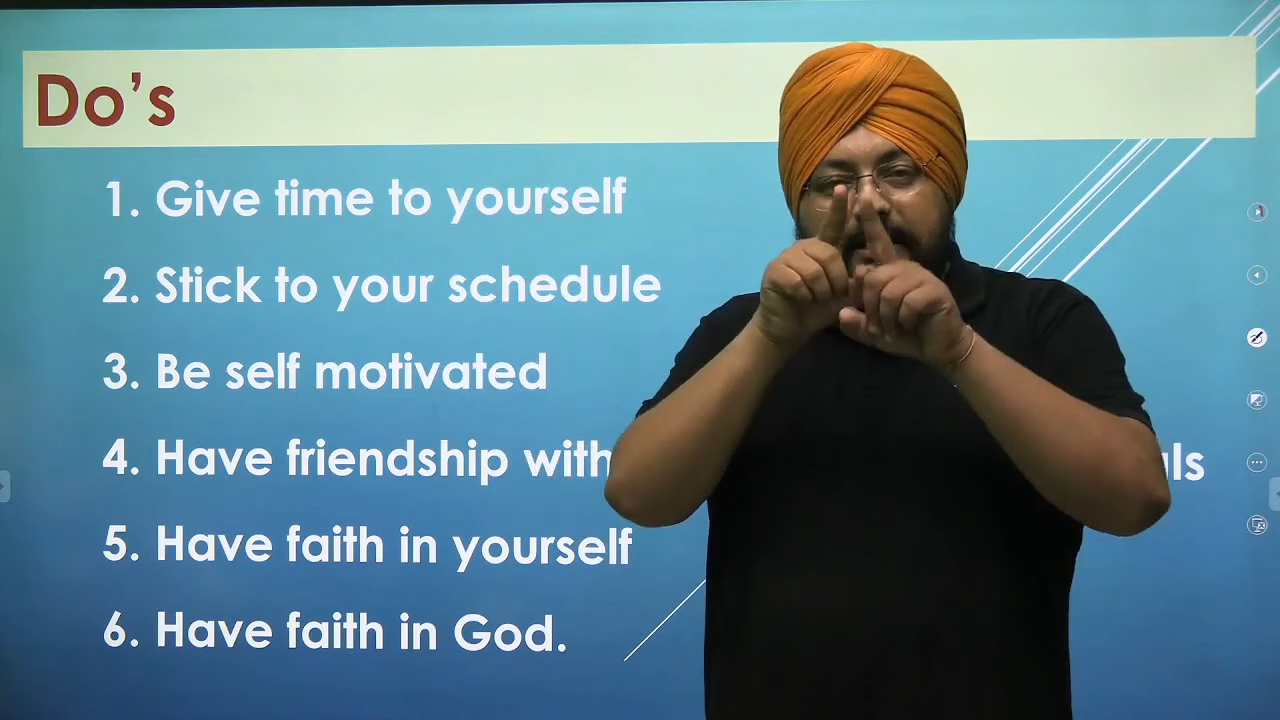 Do's
1. Give time to yourself
2. Stick to your schedule
3. Be self motivated
4. Have friendship with
5. Have faith in yourself
6. Have faith in God.